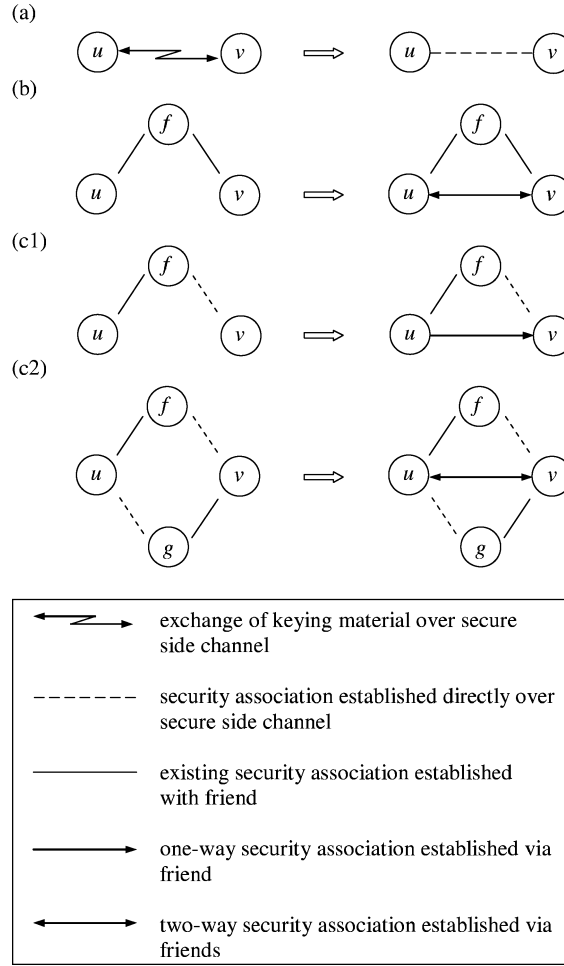 (a)
u v u v
(b)
f f
u v u v
(c1)
f f
u v u v
(c2)
f f
u v u v
g g
exchange of keying material over secure
side channel
security association established directly over
secure side channel
existing security association established
with friend
one-way security association established via
friend
two-way security association established via
friends